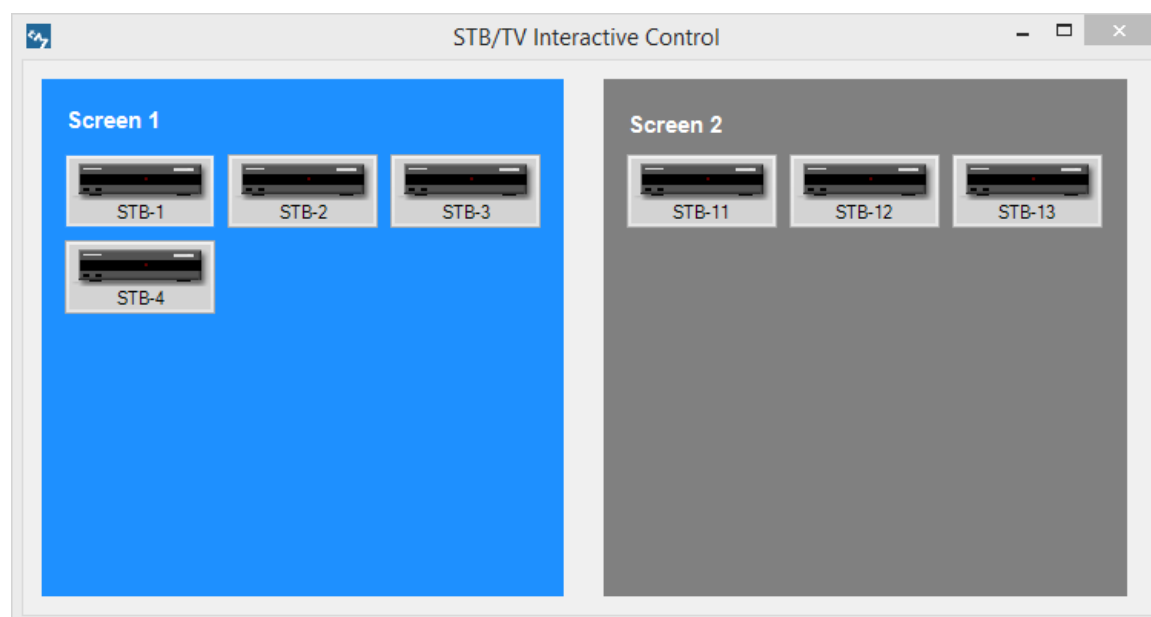 STB/TV Interactive Control
Screen 1
STB-1 STB-2 STB-3
STB-4
Screen 2
STB-11 STB-12 STB-13